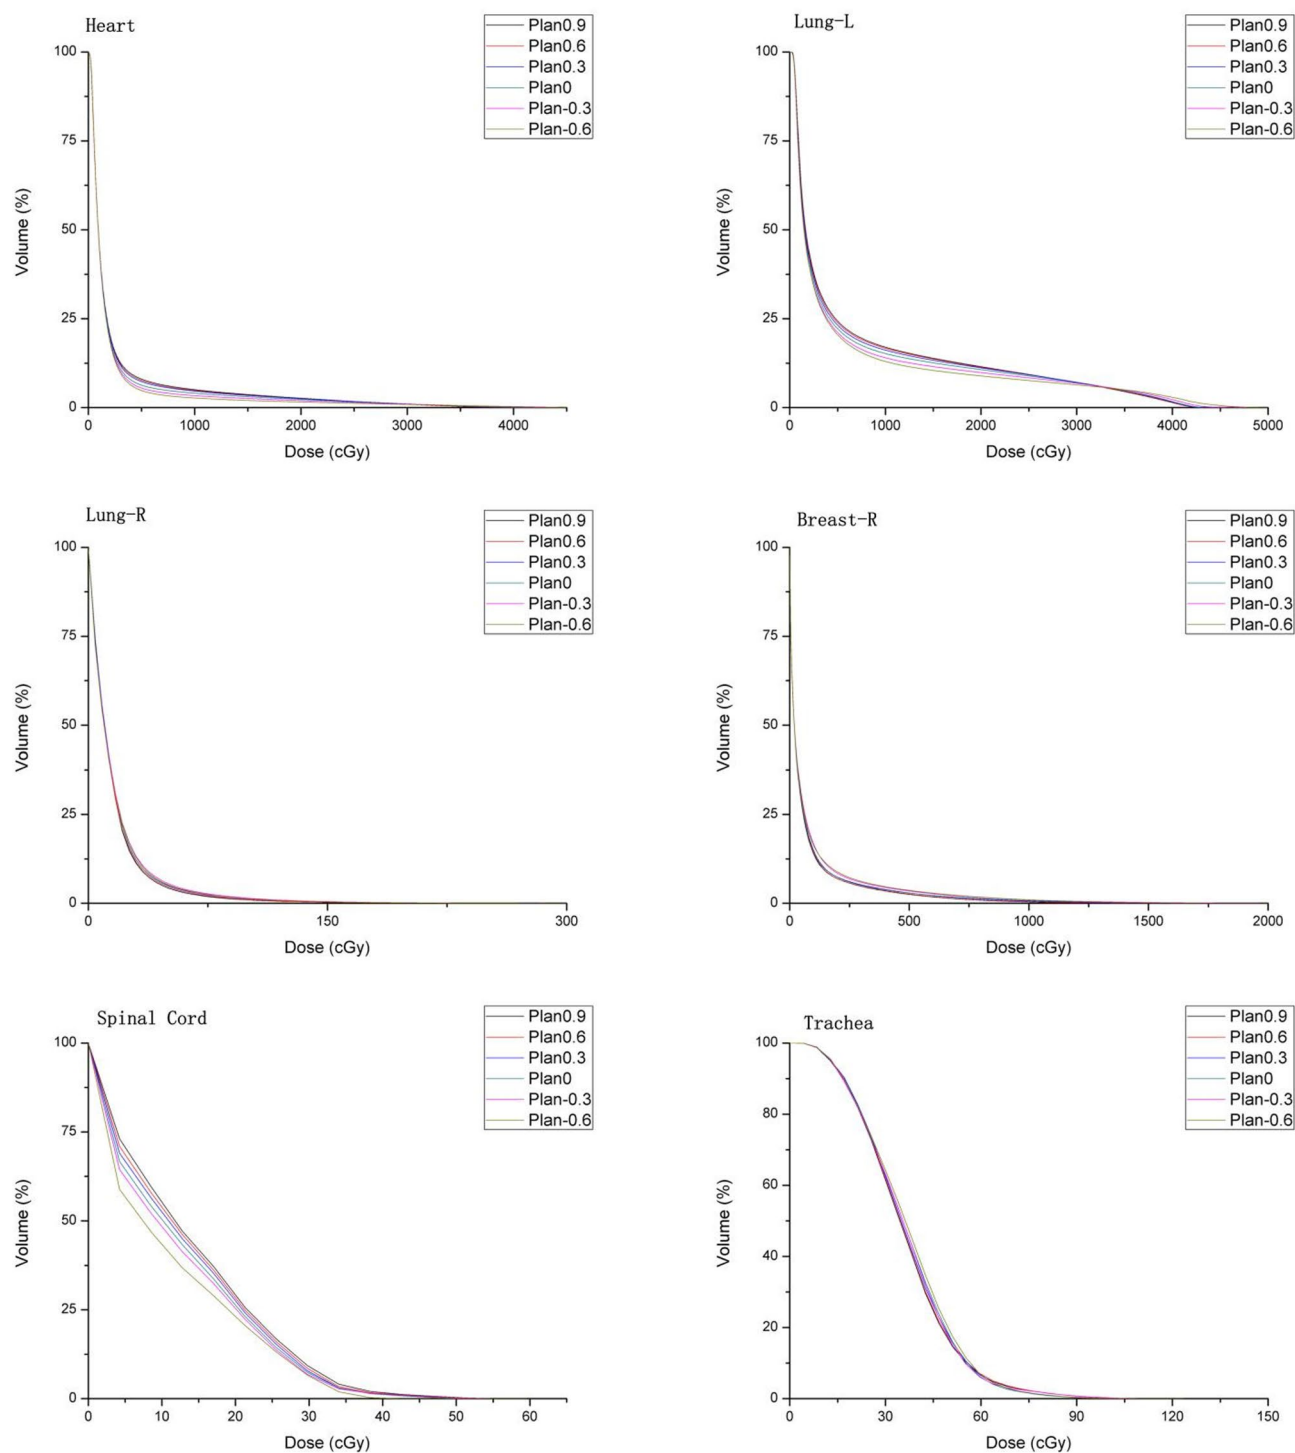 Heart
Plan0.9
Plan0.6
Plan0.3
Plan0
Plan-0.3
Plan-0.6
100
75
50
25
0
Volume (%)
0 1000 2000 3000 4000
Dose (cGy)
Lung-L
Plan0.9
Plan0.6
Plan0.3
Plan0
Plan-0.3
Plan-0.6
100
75
50
25
0
Volume (%)
0 1000 2000 3000 4000 5000
Dose (cGy)
Lung-R
Plan0.9
Plan0.6
Plan0.3
Plan0
Plan-0.3
Plan-0.6
100
75
50
25
0
Volume (%)
0 150 300
Dose (cGy)
Breast-R
Plan0.9
Plan0.6
Plan0.3
Plan0
Plan-0.3
Plan-0.6
100
75
50
25
0
Volume (%)
0 500 1000 1500 2000
Dose (cGy)
Spinal Cord
Plan0.9
Plan0.6
Plan0.3
Plan0
Plan-0.3
Plan-0.6
100
75
50
25
0
Volume (%)
0 10 20 30 40 50 60
Dose (cGy)
Trachea
Plan0.9
Plan0.6
Plan0.3
Plan0
Plan-0.3
Plan-0.6
100
80
60
40
20
0
Volume (%)
0 30 60 90 120 150
Dose (cGy)